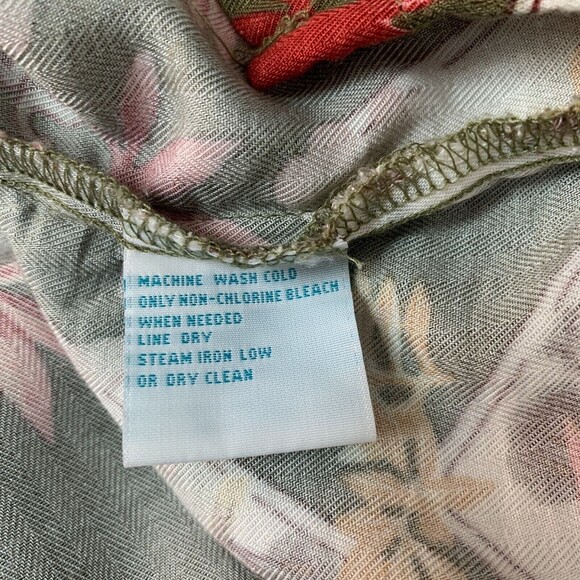 MACHINE WASH COLD
ONLY NON-CHLORINE BLEACH
WHEN NEEDED
LINE DRY
STEAM IRON LOW
OR DRY CLEAN